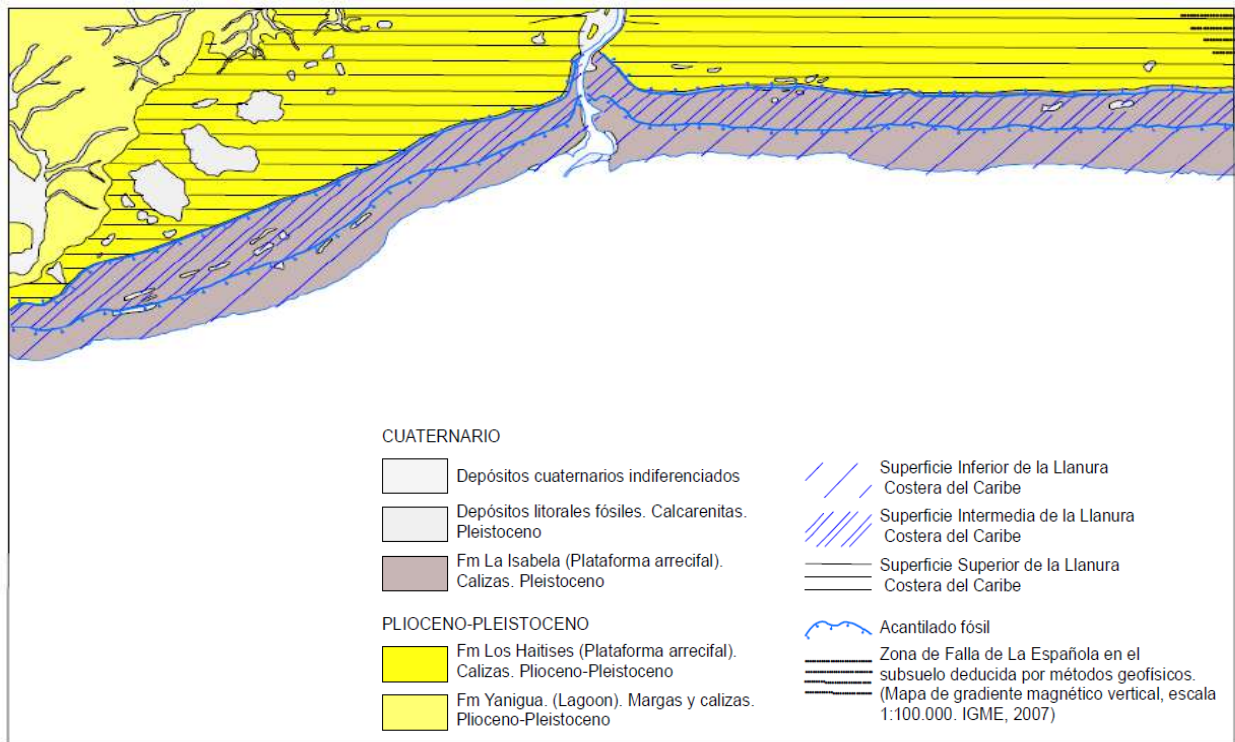 CUATERNARIO
Depósitos cuaternarios indiferenciados
Depósitos litorales fósiles. Calcarenitas.
Pleistoceno
Fm La Isabela (Plataforma arrecifal).
Calizas. Pleistoceno
PLIOCENO-PLEISTOCENO
Fm Los Haitises (Plataforma arrecifal).
Calizas. Plioceno-Pleistoceno
Fm Yanigua. (Lagoon). Margas y calizas.
Plioceno-Pleistoceno
Superficie Inferior de la Llanura
Costera del Caribe
Superficie Intermedia de la Llanura
Costera del Caribe
Superficie Superior de la Llanura
Costera del Caribe
Acantilado fósil
Zona de Falla de La Española en el
subsuelo deducida por métodos geofísicos.
(Mapa de gradiente magnético vertical, escala
1:100.000. IGME, 2007)